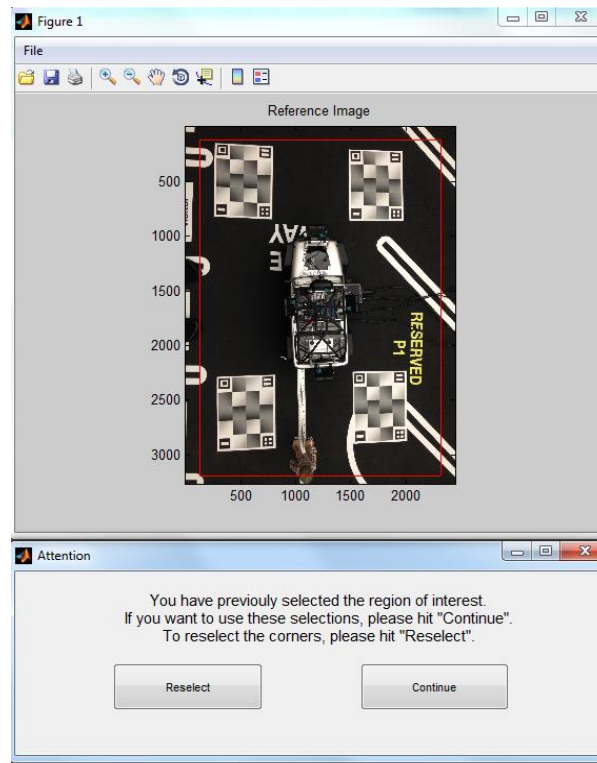 Figure 1
File
Reference Image
500
1000
1500
2000
2500
3000
WAY
E
RESERVED
P1
500
1000
1500
2000
Attention
You have previouly selected the region of interest.
If you want to use these selections, please hit "Continue".
To reselect the corners, please hit "Reselect".
Reselect
Continue